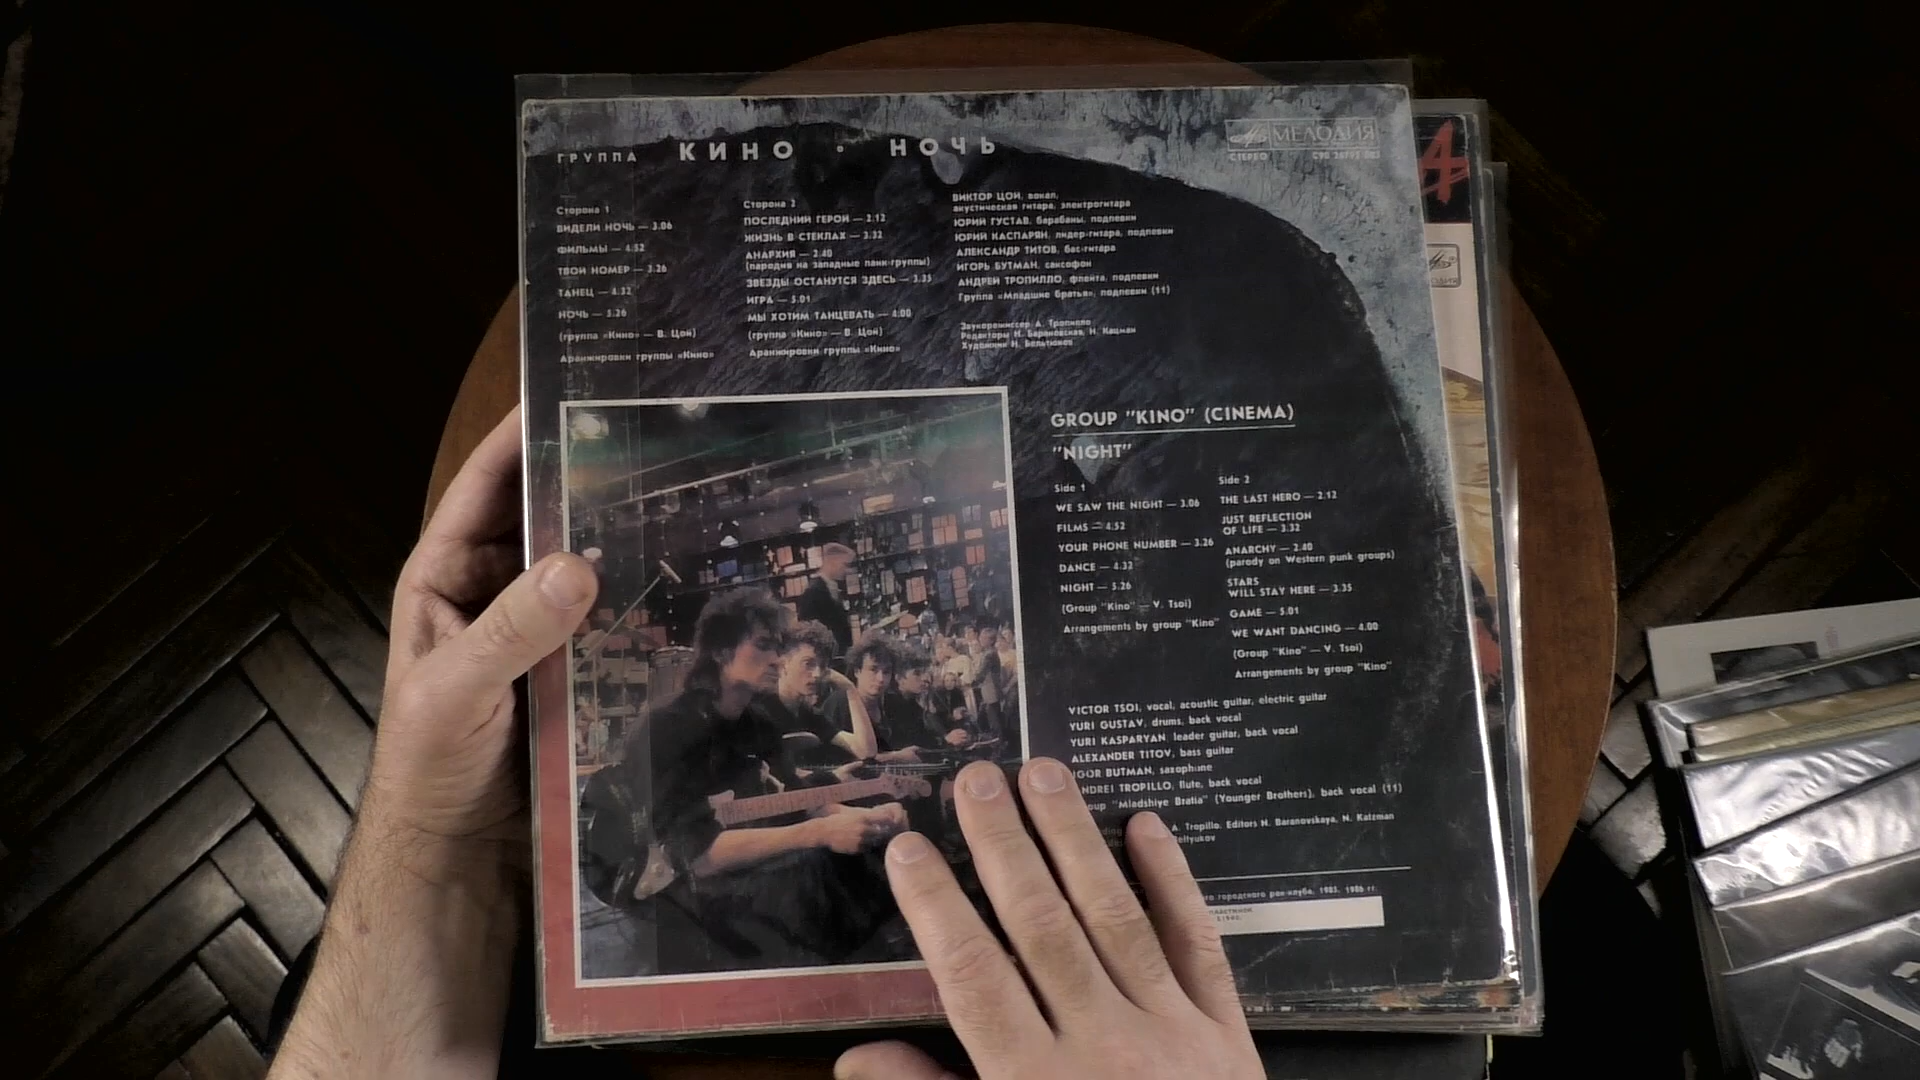 ГРУППА КИНО • НОЧЬ
МЕЛОДИЯ
СТЕРЕО
Сторона 1
ВИДЕЛИ НОЧЬ — 3.06
ФИЛЬМЫ — 4.52
ТВОЙ НОМЕР — 3.26
ТАНЕЦ — 4.32
НОЧЬ — 5.26
(группа «Кино» — В. Цой)
Аранжировки группы «Кино»
Сторона 2
ПОСЛЕДНИЙ ГЕРОЙ — 2.12
ЖИЗНЬ В СТЕКЛАХ — 3.32
АНАРХИЯ — 2.40
(пародия на западные панк-группы)
ЗВЕЗДЫ ОСТАНУТСЯ ЗДЕСЬ — 3.35
ИГРА — 5.01
МЫ ХОТИМ ТАНЦЕВАТЬ — 4.00
(группа «Кино» — В. Цой)
Аранжировки группы «Кино»
ВИКТОР ЦОЙ, вокал,
акустическая гитара, электрогитара
ЮРИЙ ГУСТАВ, барабаны, подпевки
ЮРИЙ КАСПАРЯН, лидер-гитара, подпевки
АЛЕКСАНДР ТИТОВ, бас-гитара
ИГОРЬ БУТМАН, саксофон
АНДРЕЙ ТРОПИЛЛО, флейта, подпевки
Группа «Младшие братья», подпевки (11)
Звукорежиссер А. Тропилло
Редакторы Н. Барановская, Н. Кацман
Художник Н. Бельтюков
GROUP "KINO" (CINEMA)
"NIGHT"
Side 1
WE SAW THE NIGHT — 3.06
FILMS — 4.52
YOUR PHONE NUMBER — 3.26
DANCE — 4.32
NIGHT — 5.26
(Group "Kino" — V. Tsoi)
Arrangements by group "Kino"
Side 2
THE LAST HERO — 2.12
JUST REFLECTION
OF LIFE — 3.32
ANARCHY — 2.40
(parody on Western punk groups)
STARS
WILL STAY HERE — 3.35
GAME — 5.01
WE WANT DANCING — 4.00
(Group "Kino" — V. Tsoi)
Arrangements by group "Kino"
VICTOR TSOI, vocal, acoustic guitar, electric guitar
YURI GUSTAV, drums, back vocal
YURI KASPARYAN, leader guitar, back vocal
ALEXANDER TITOV, bass guitar
IGOR BUTMAN, saxophone
ANDREI TROPILLO, flute, back vocal
"Mladshiye Bratia" (Younger Brothers), back vocal (11)
A. Tropillo. Editors N. Baranovskaya, N. Katzman
городского рок-клуба, 1985, 1986 гг.